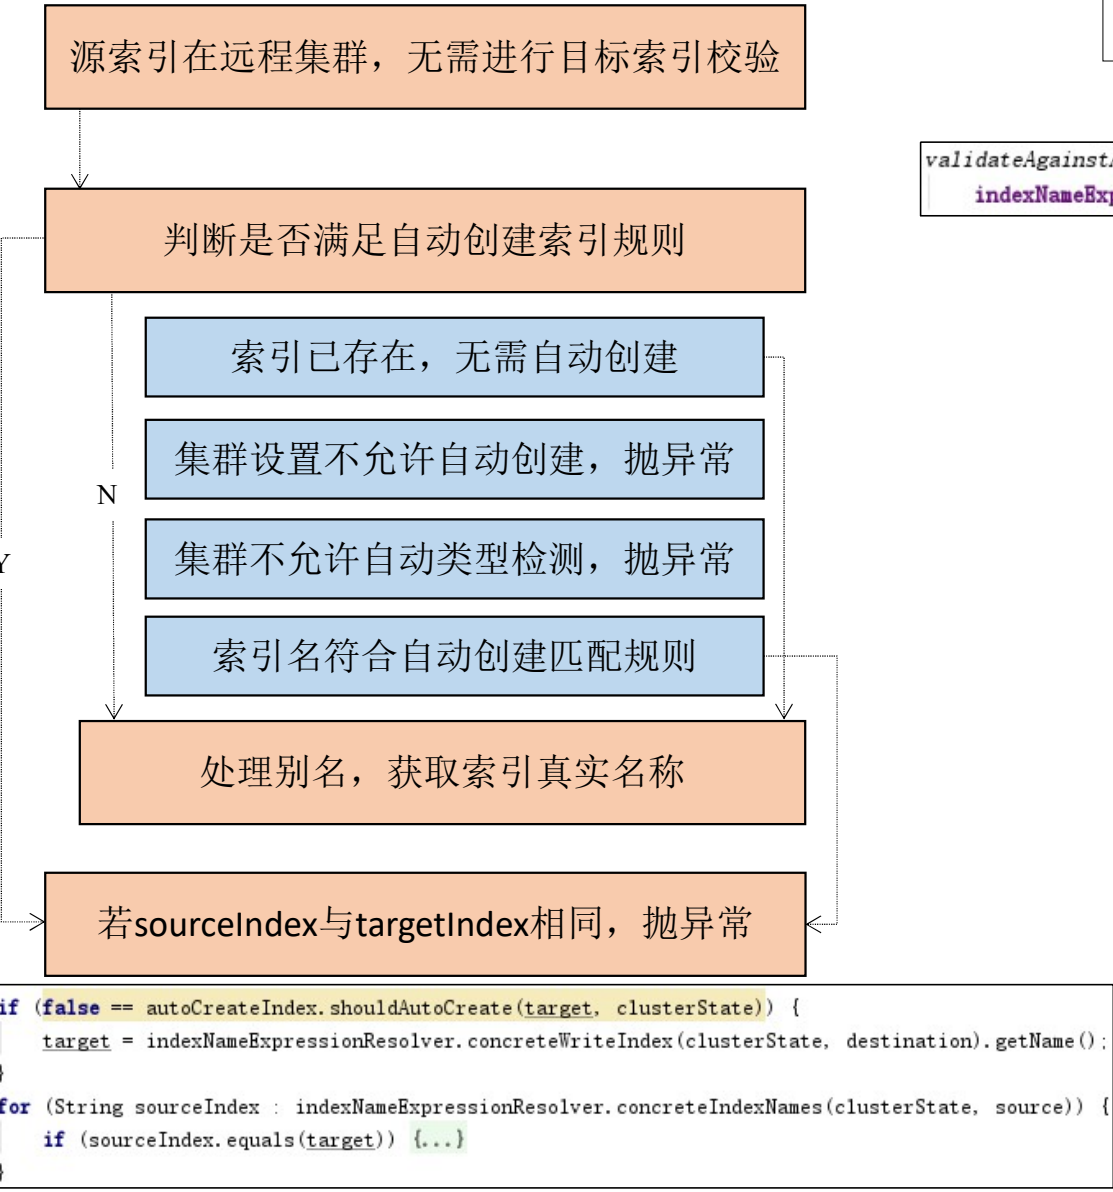 源索引在远程集群，无需进行目标索引校验
validateAgainst
indexNameExp
判断是否满足自动创建索引规则
索引已存在，无需自动创建
集群设置不允许自动创建，抛异常
N
集群不允许自动类型检测，抛异常
Y
索引名符合自动创建匹配规则
处理别名，获取索引真实名称
若sourceIndex与targetIndex相同，抛异常
if (false == autoCreateIndex.shouldAutoCreate(target, clusterState)) {
target = indexNameExpressionResolver.concreteWriteIndex(clusterState, destination).getName();
}
for (String sourceIndex : indexNameExpressionResolver.concreteIndexNames(clusterState, source)) {
if (sourceIndex.equals(target)) {...}
}